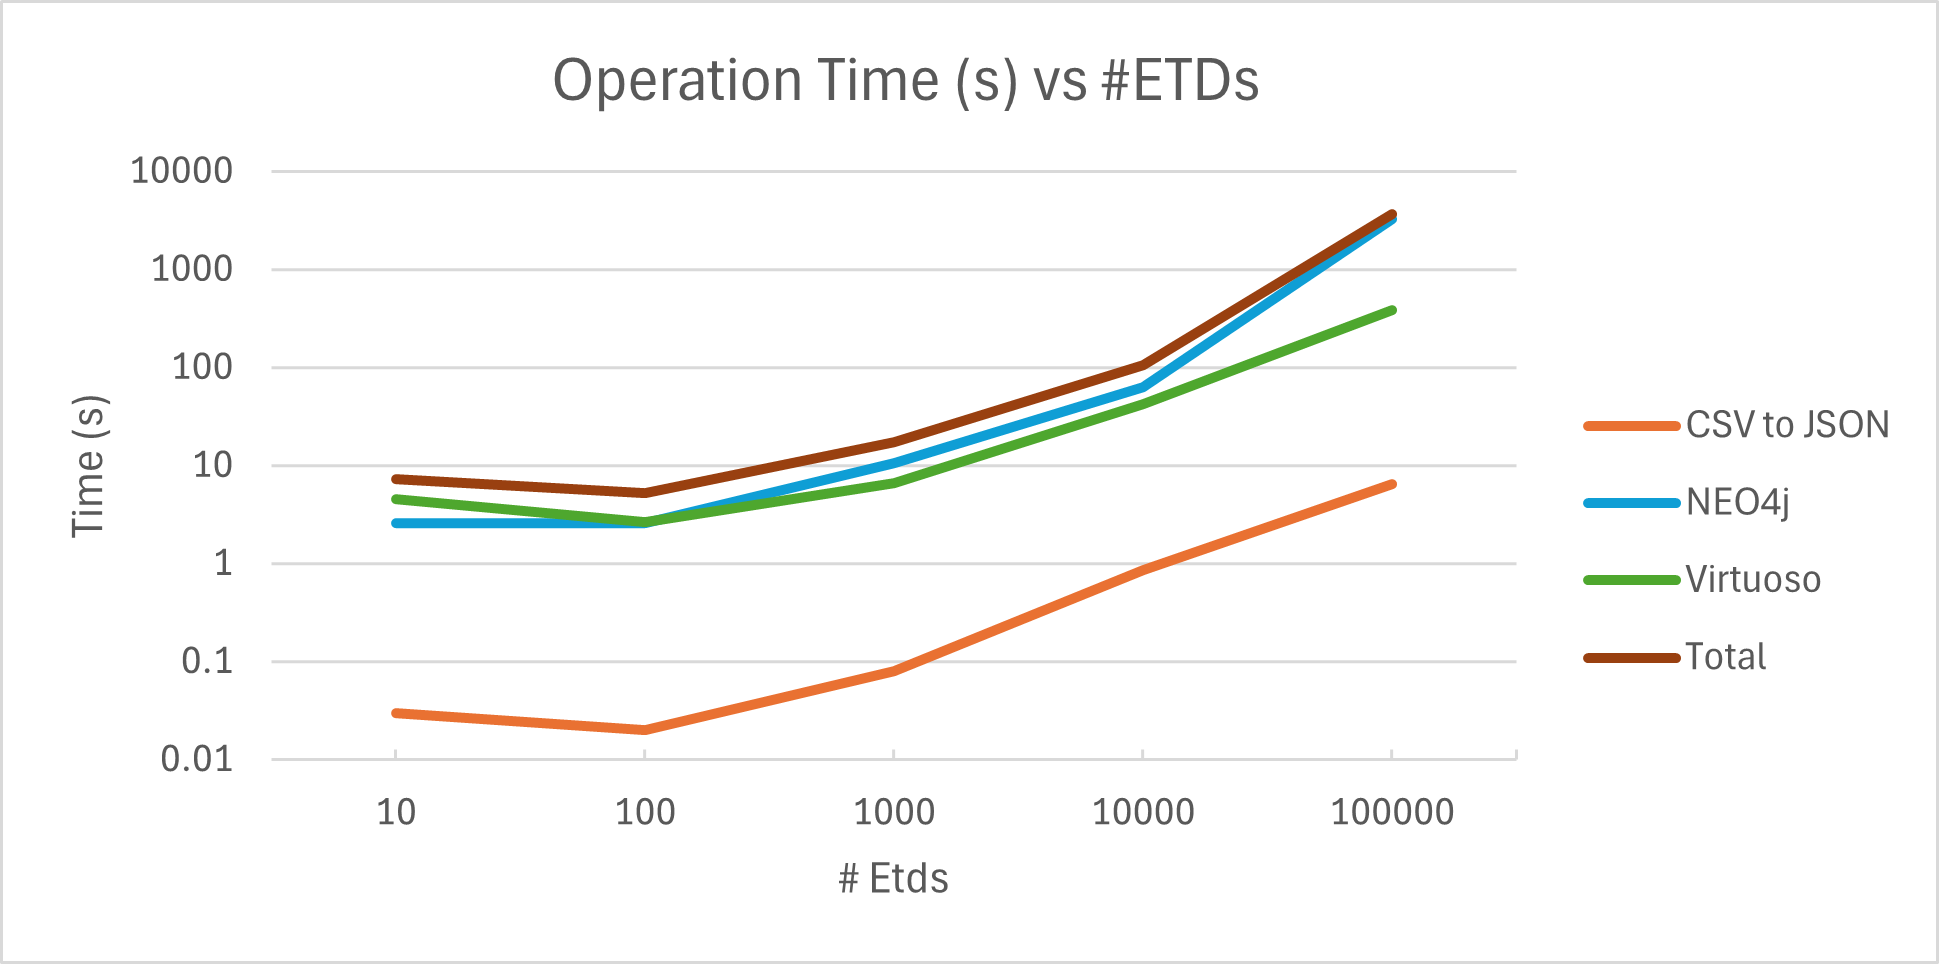 Operation Time (s) vs #ETDs
10000
1000
100
10
1
0.1
0.01
Time (s)
10 100 1000 10000 100000
# Etds
CSV to JSON
NEO4j
Virtuoso
Total